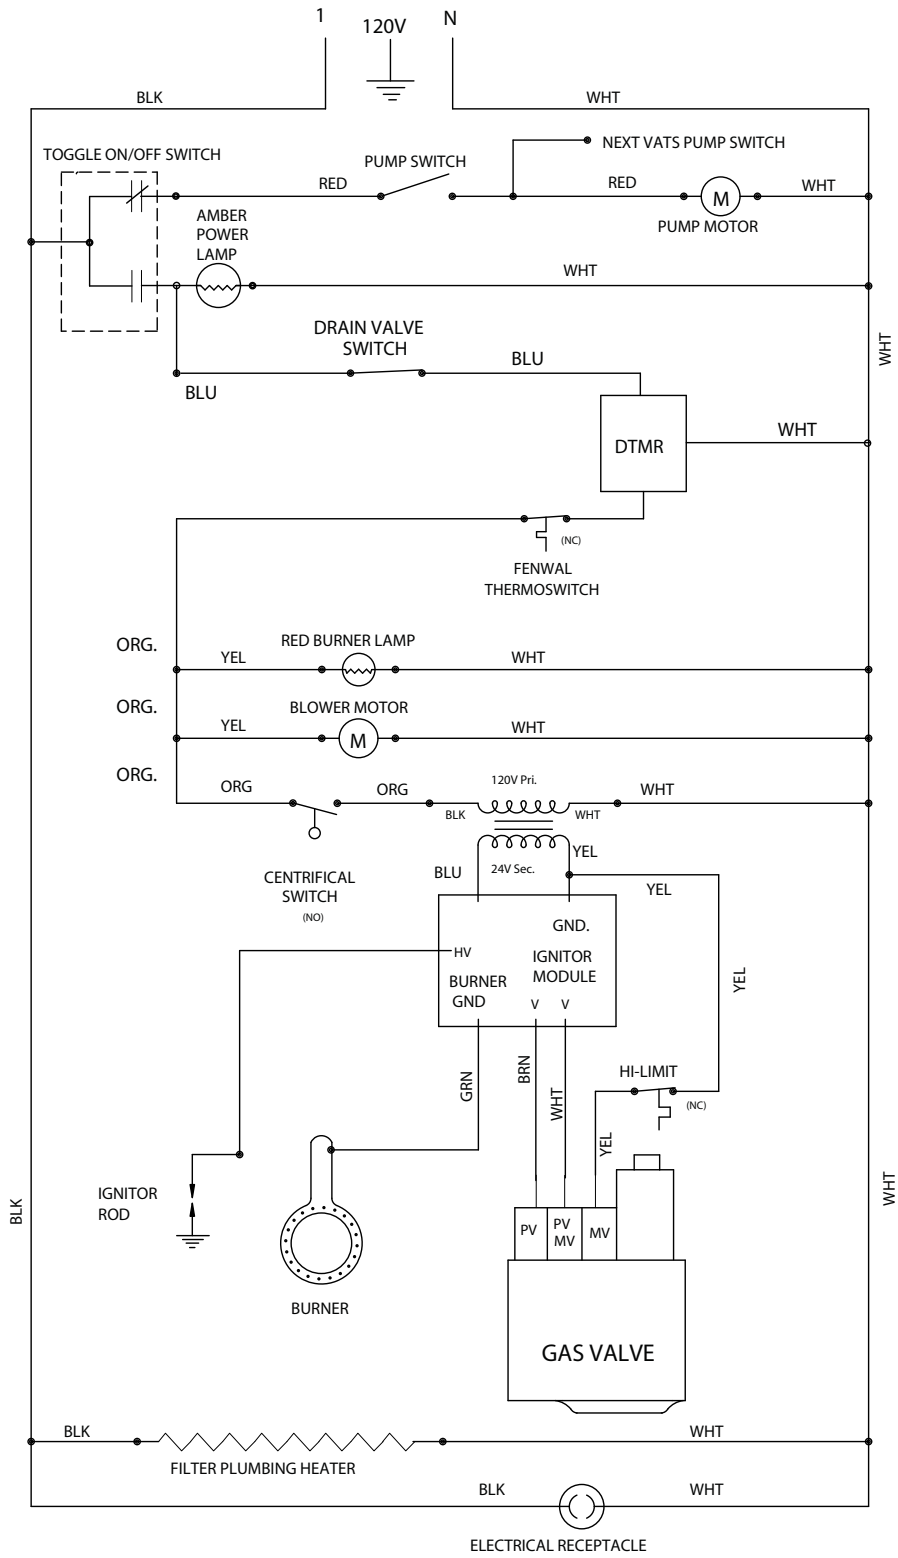 1
120V
N
BLK
WHT
TOGGLE ON/OFF SWITCH
PUMP SWITCH
NEXT VATS PUMP SWITCH
RED
RED
M
WHT
PUMP MOTOR
AMBER
POWER
LAMP
WHT
DRAIN VALVE
SWITCH
BLU
BLU
WHT
DTMR
WHT
(NC)
FENWAL
THERMOSWITCH
ORG.
YEL
RED BURNER LAMP
WHT
ORG.
YEL
BLOWER MOTOR
M
WHT
ORG.
ORG
ORG
120V Pri.
BLK
WHT
WHT
CENTRIFICAL
SWITCH
(NO)
BLU
24V Sec.
YEL
YEL
GND.
HV
IGNITOR
MODULE
BURNER
GND
V
V
YEL
GRN
BRN
WHT
HI-LIMIT
(NC)
YEL
IGNITOR
ROD
BLK
WHT
PV
PV
MV
MV
BURNER
GAS VALVE
BLK
WHT
FILTER PLUMBING HEATER
BLK
WHT
ELECTRICAL RECEPTACLE